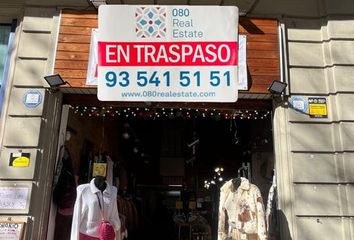 080
Real
Estate
EN TRASPASO
93 541 51 51
www.080realestate.com